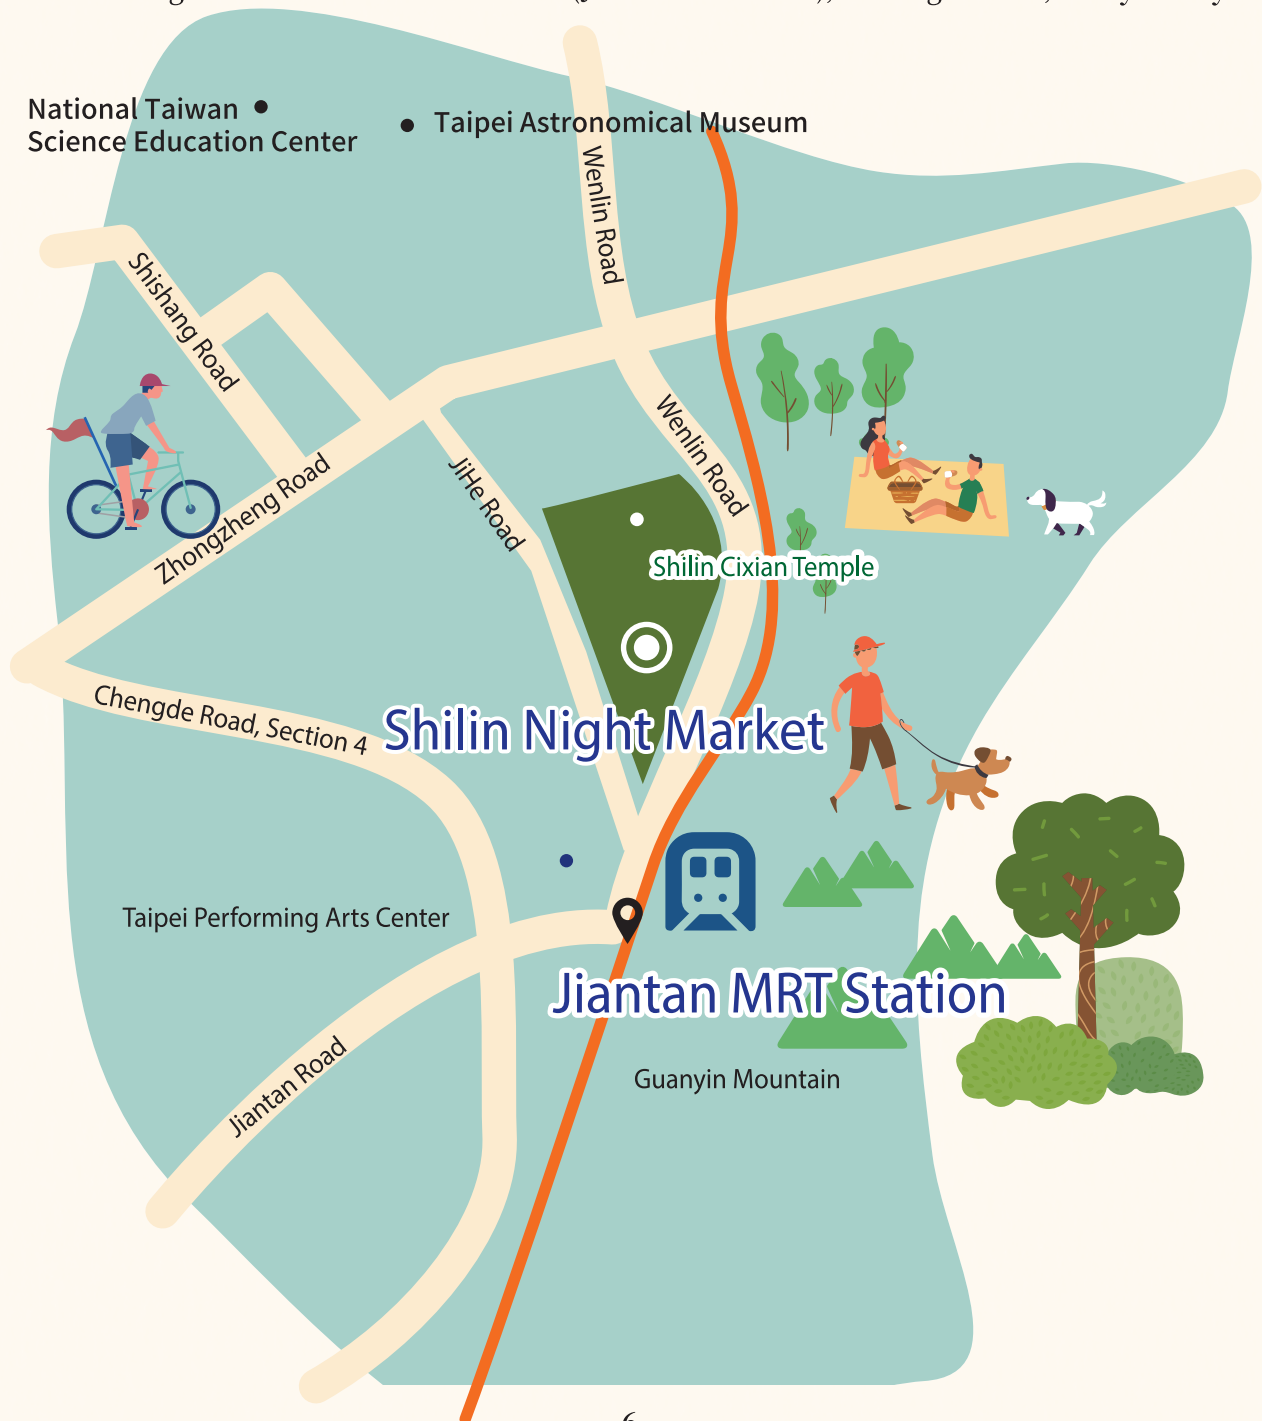 National Taiwan
Science Education Center
Taipei Astronomical Museum
Wenlin Road
Shishang Road
Wenlin Road
JiHe Road
Zhongzheng Road
Shilin Cixian Temple
Chengde Road, Section 4
Shilin Night Market
Taipei Performing Arts Center
Jiantan MRT Station
Jiantan Road
Guanyin Mountain